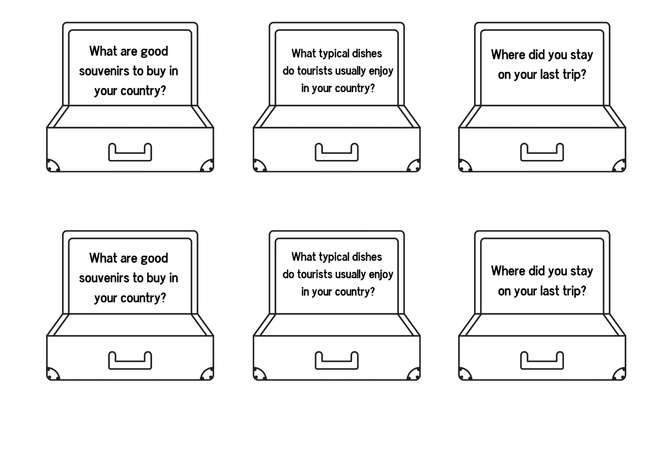 What are good
souvenirs to buy in
your country?
What typical dishes
do tourists usually enjoy
in your country?
Where did you stay
on your last trip?
What are good
souvenirs to buy in
your country?
What typical dishes
do tourists usually enjoy
in your country?
Where did you stay
on your last trip?